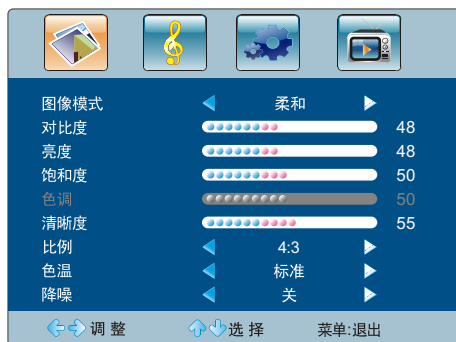 图像模式 柔和
对比度 48
亮度 48
饱和度 50
色调 50
清晰度 55
比例 4:3
色温 标准
降噪 关
调整 选择 菜单:退出